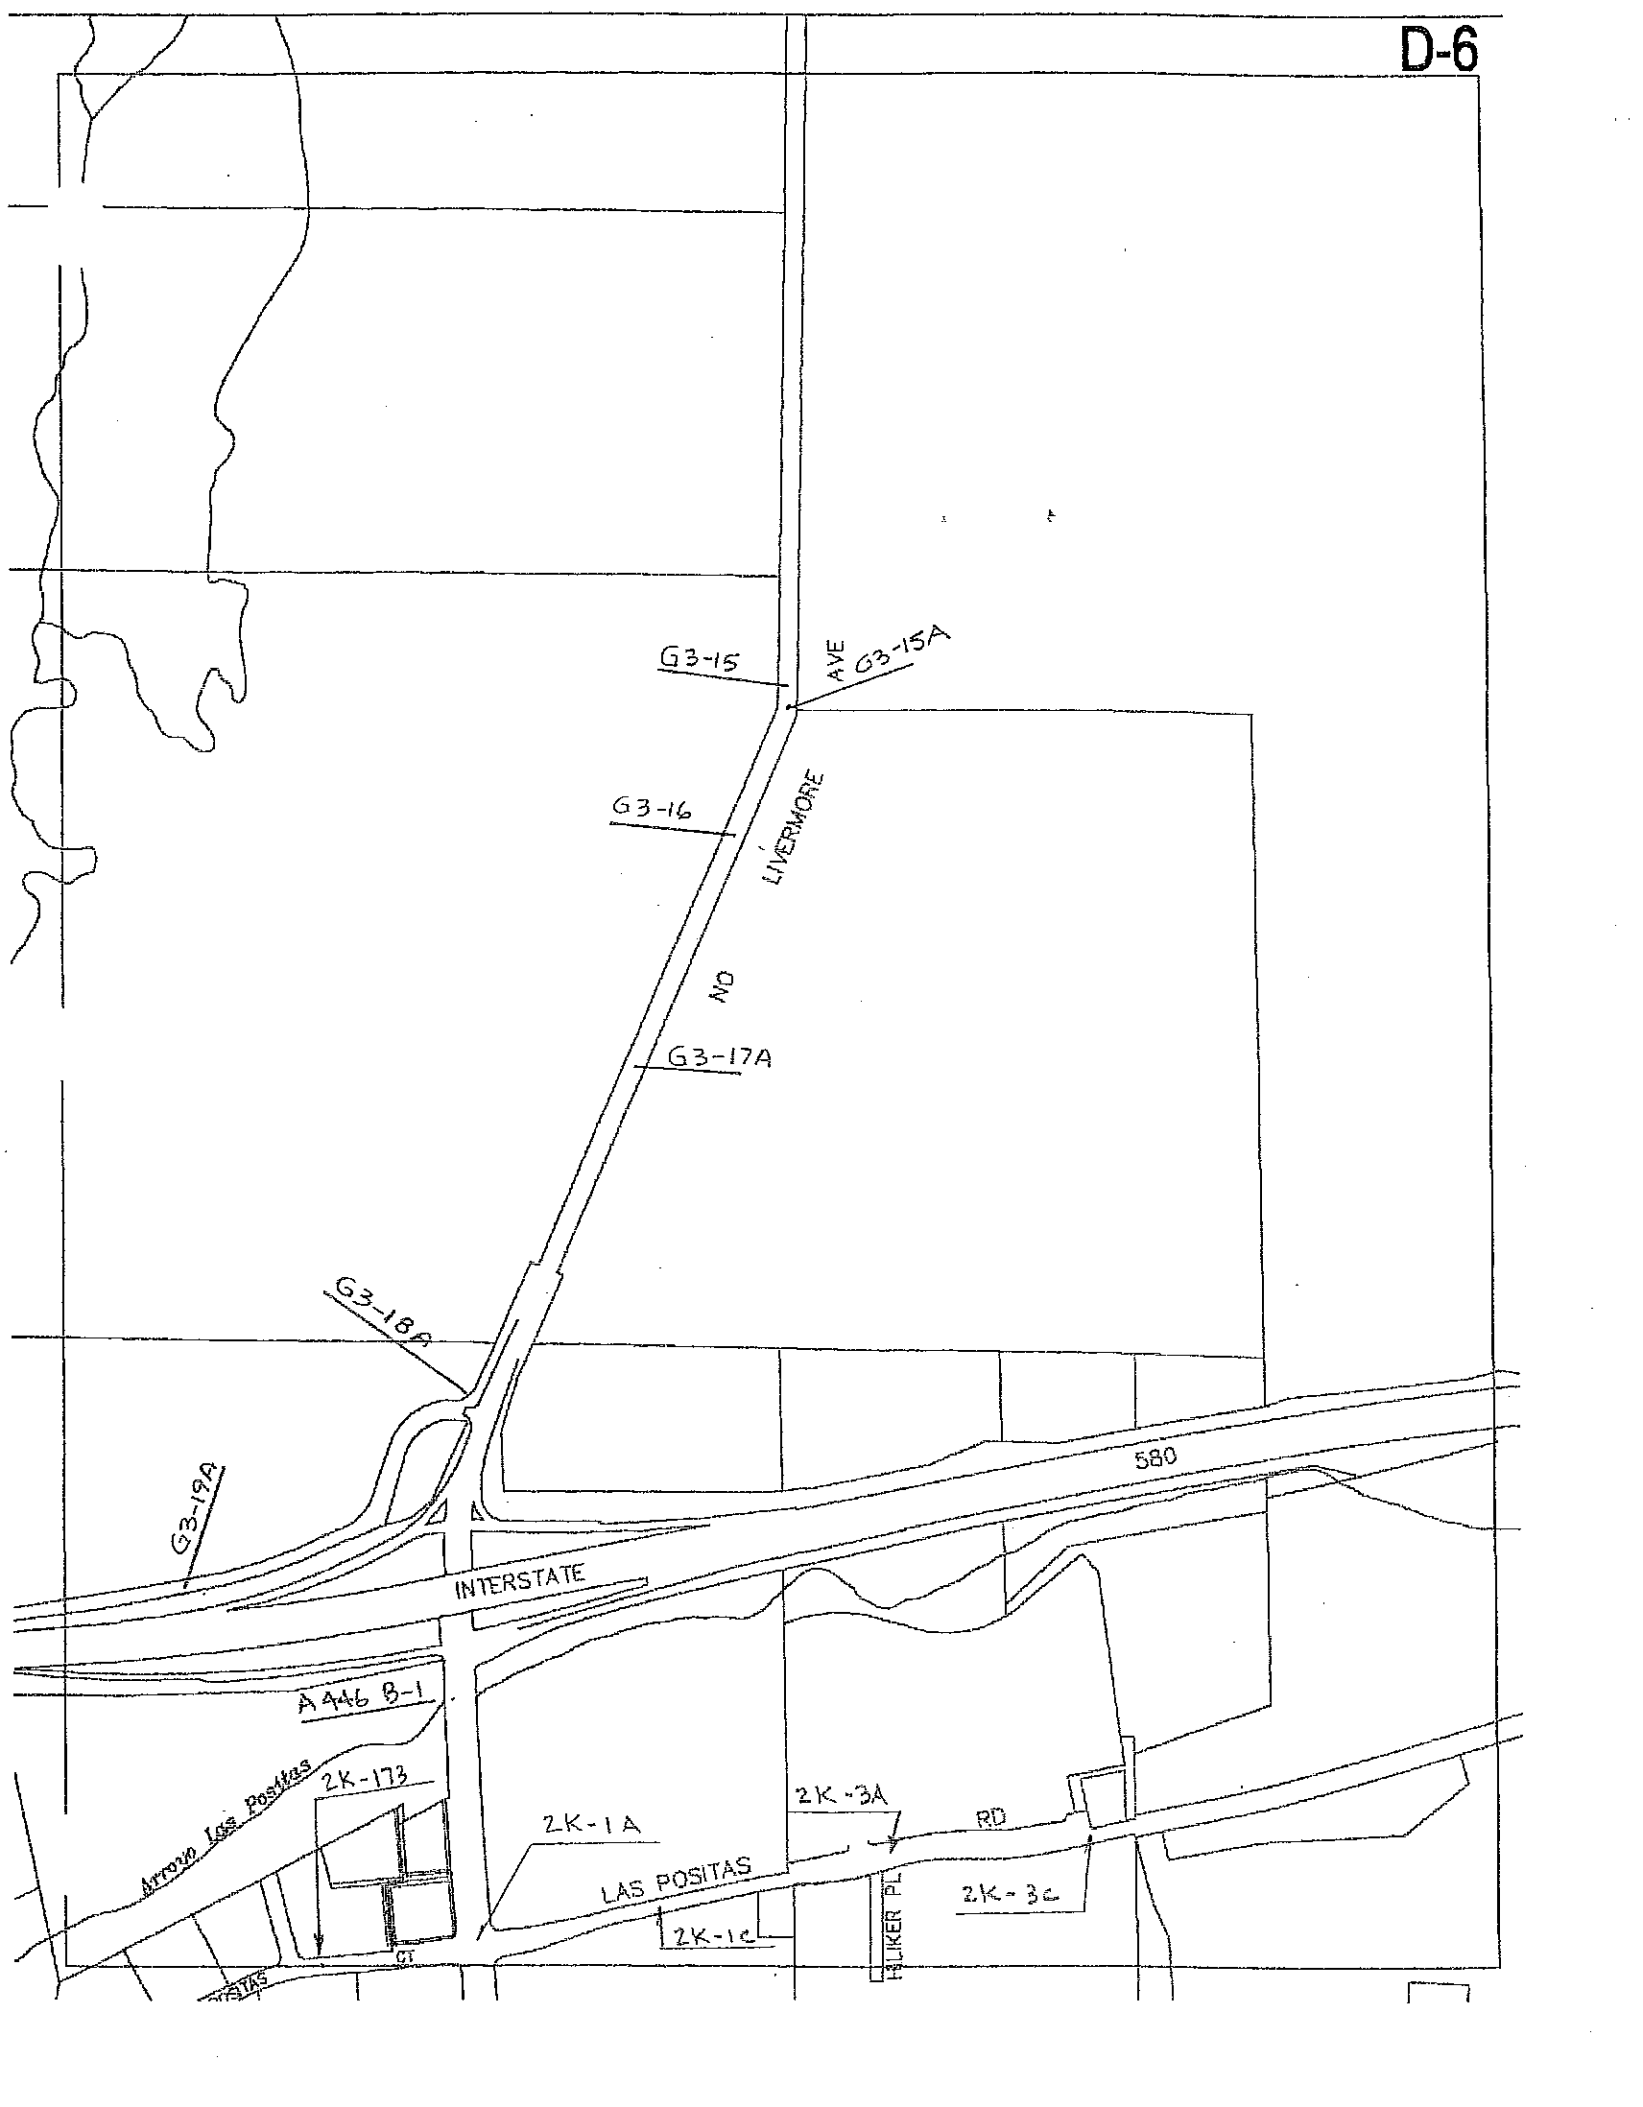 D-6
G3-15
AVE
G3-15A
G3-16
LIVERMORE
NO
G3-17A
G3-18A
580
G3-19A
INTERSTATE
A446 B-1
Arroyo Las Positas
2K-173
2K-3A
2K-1A
RD
LAS POSITAS
2K-3C
2K-1C
HILLIKER PL
CT